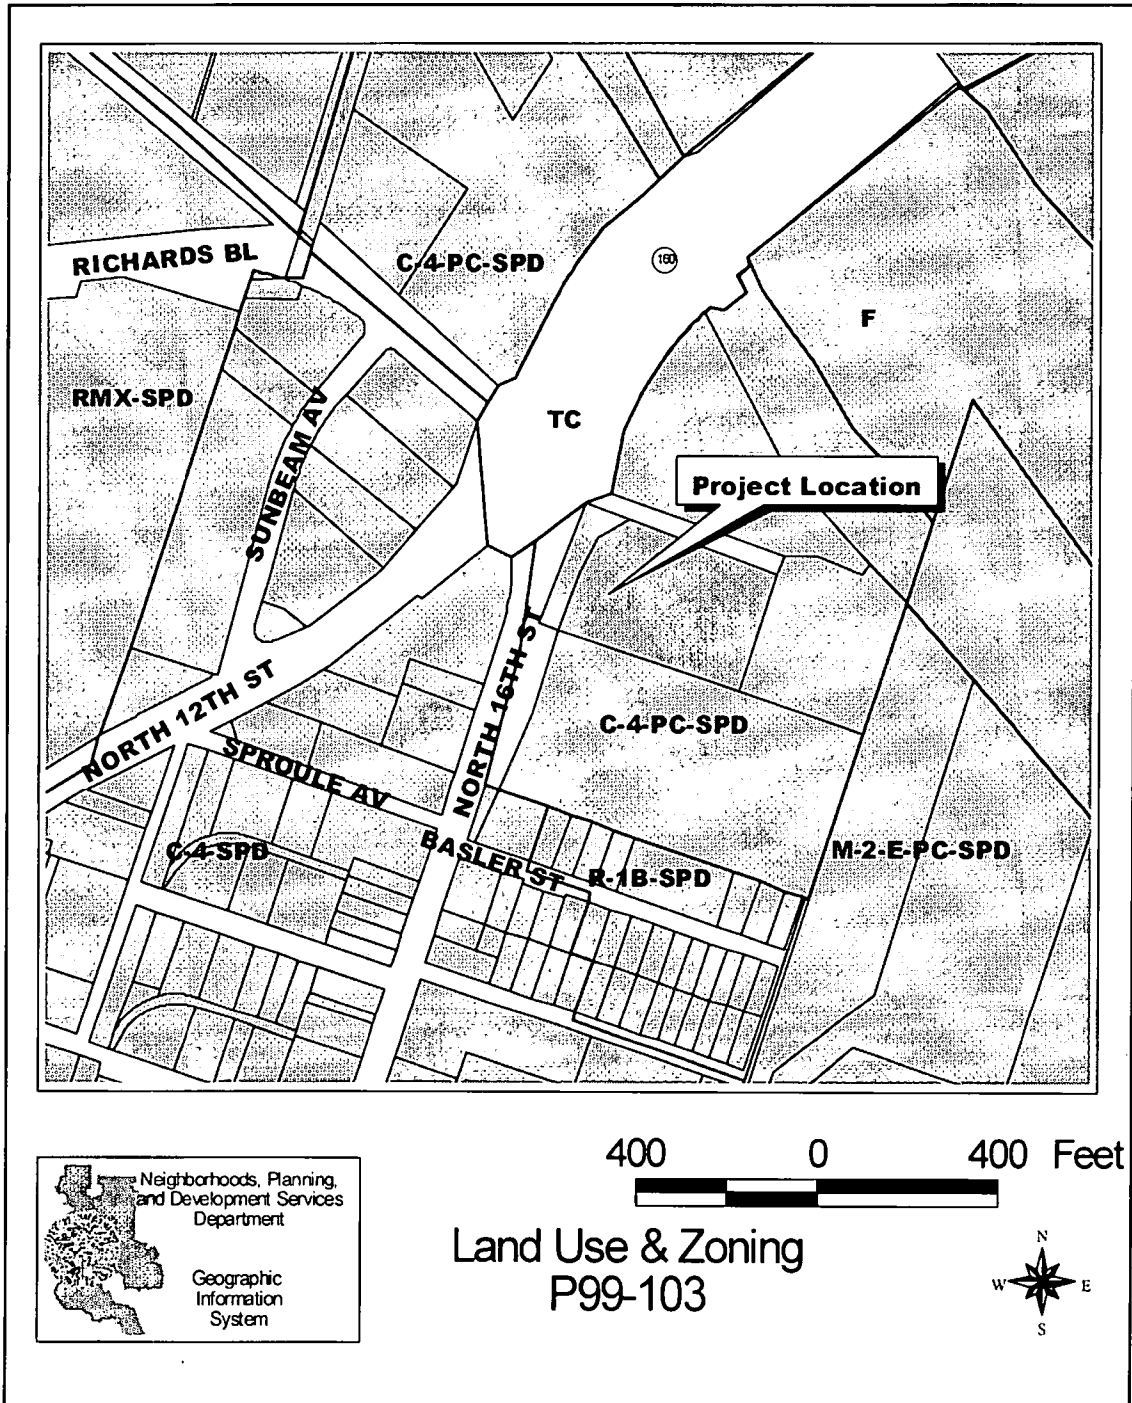 RICHARDS BL
C-4-PC-SPD
160
F
RMX-SPD
TC
SUNBEAM AV
Project Location
NORTH 16TH ST
NORTH 12TH ST
C-4-PC-SPD
SPROULE AV
C-4-SPD
BASLER ST
R-1B-SPD
M-2-E-PC-SPD
400 0 400 Feet
Neighborhoods, Planning,
and Development Services
Department
Geographic
Information
System
Land Use & Zoning
P99-103
N
W E
S